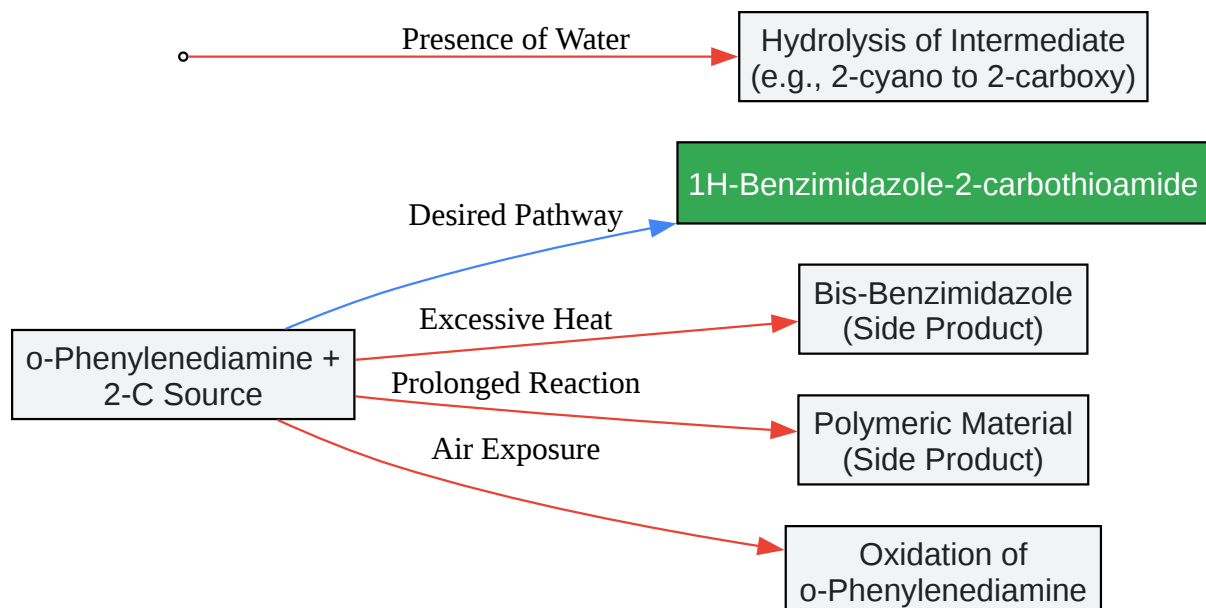 Presence of Water
Hydrolysis of Intermediate
(e.g., 2-cyano to 2-carboxy)
1H-Benzimidazole-2-carbothioamide
Desired Pathway
Bis-Benzimidazole
(Side Product)
Excessive Heat
o-Phenylenediamine +
2-C Source
Prolonged Reaction
Polymeric Material
(Side Product)
Air Exposure
Oxidation of
o-Phenylenediamine